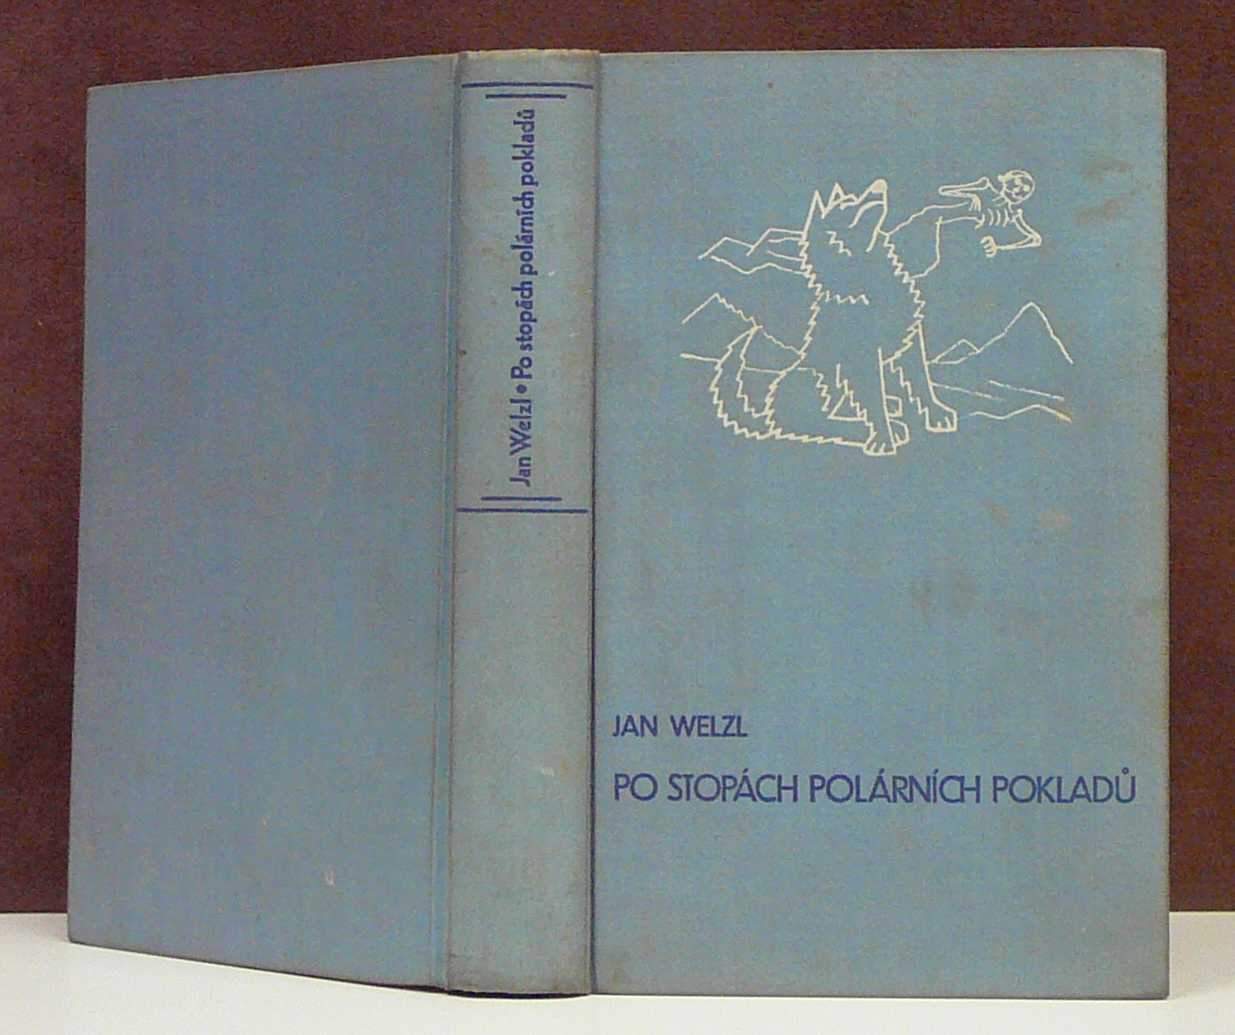 Jan Welzl • Po stopách polárních pokladů
JAN WELZL
PO STOPÁCH POLÁRNÍCH POKLADŮ